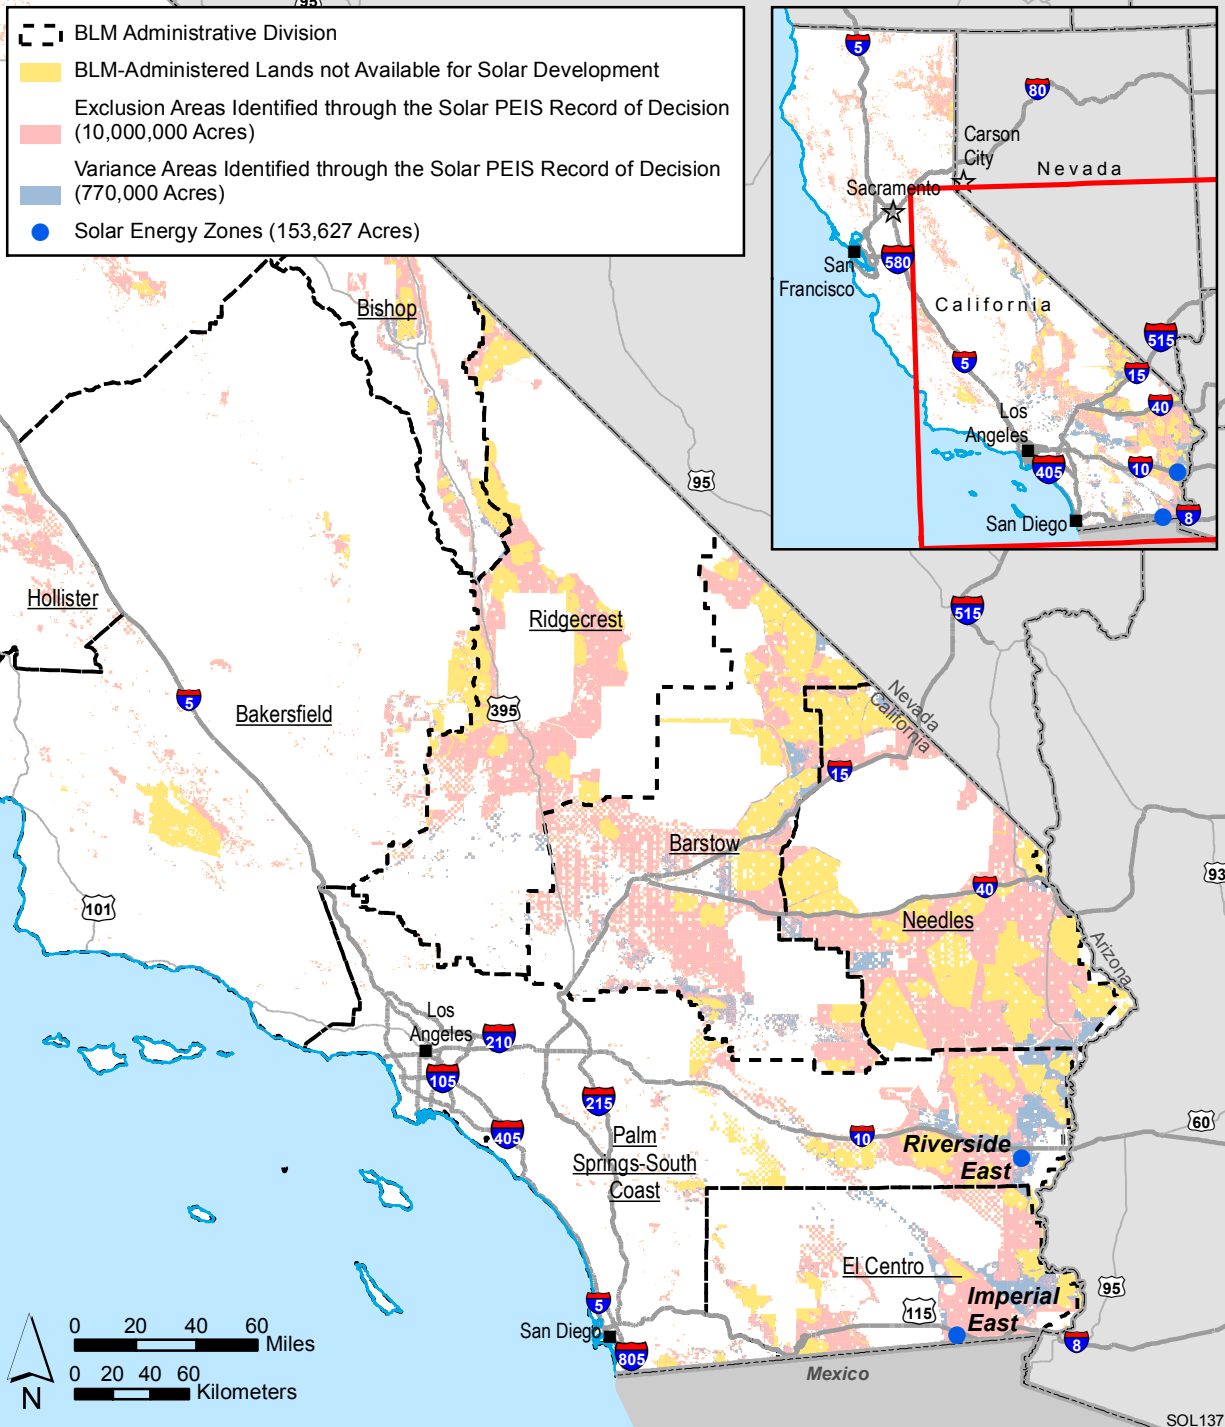 95
BLM Administrative Division
BLM-Administered Lands not Available for Solar Development
Exclusion Areas Identified through the Solar PEIS Record of Decision
(10,000,000 Acres)
Variance Areas Identified through the Solar PEIS Record of Decision
(770,000 Acres)
Solar Energy Zones (153,627 Acres)
5
80
Carson
City
Nevada
Sacramento
580
San
Francisco
California
515
5
15
40
Los
Angeles
405
10
San Diego
8
Bishop
95
Hollister
Ridgecrest
515
5
395
Bakersfield
Nevada
California
15
Barstow
93
40
101
Needles
Arizona
Los
Angeles
210
105
215
405
60
10
Palm
Springs-South
Coast
Riverside
East
El Centro
Imperial
East
95
115
5
San Diego
805
8
Mexico
0 20 40 60
Miles
0 20 40 60
Kilometers
N
SOL137